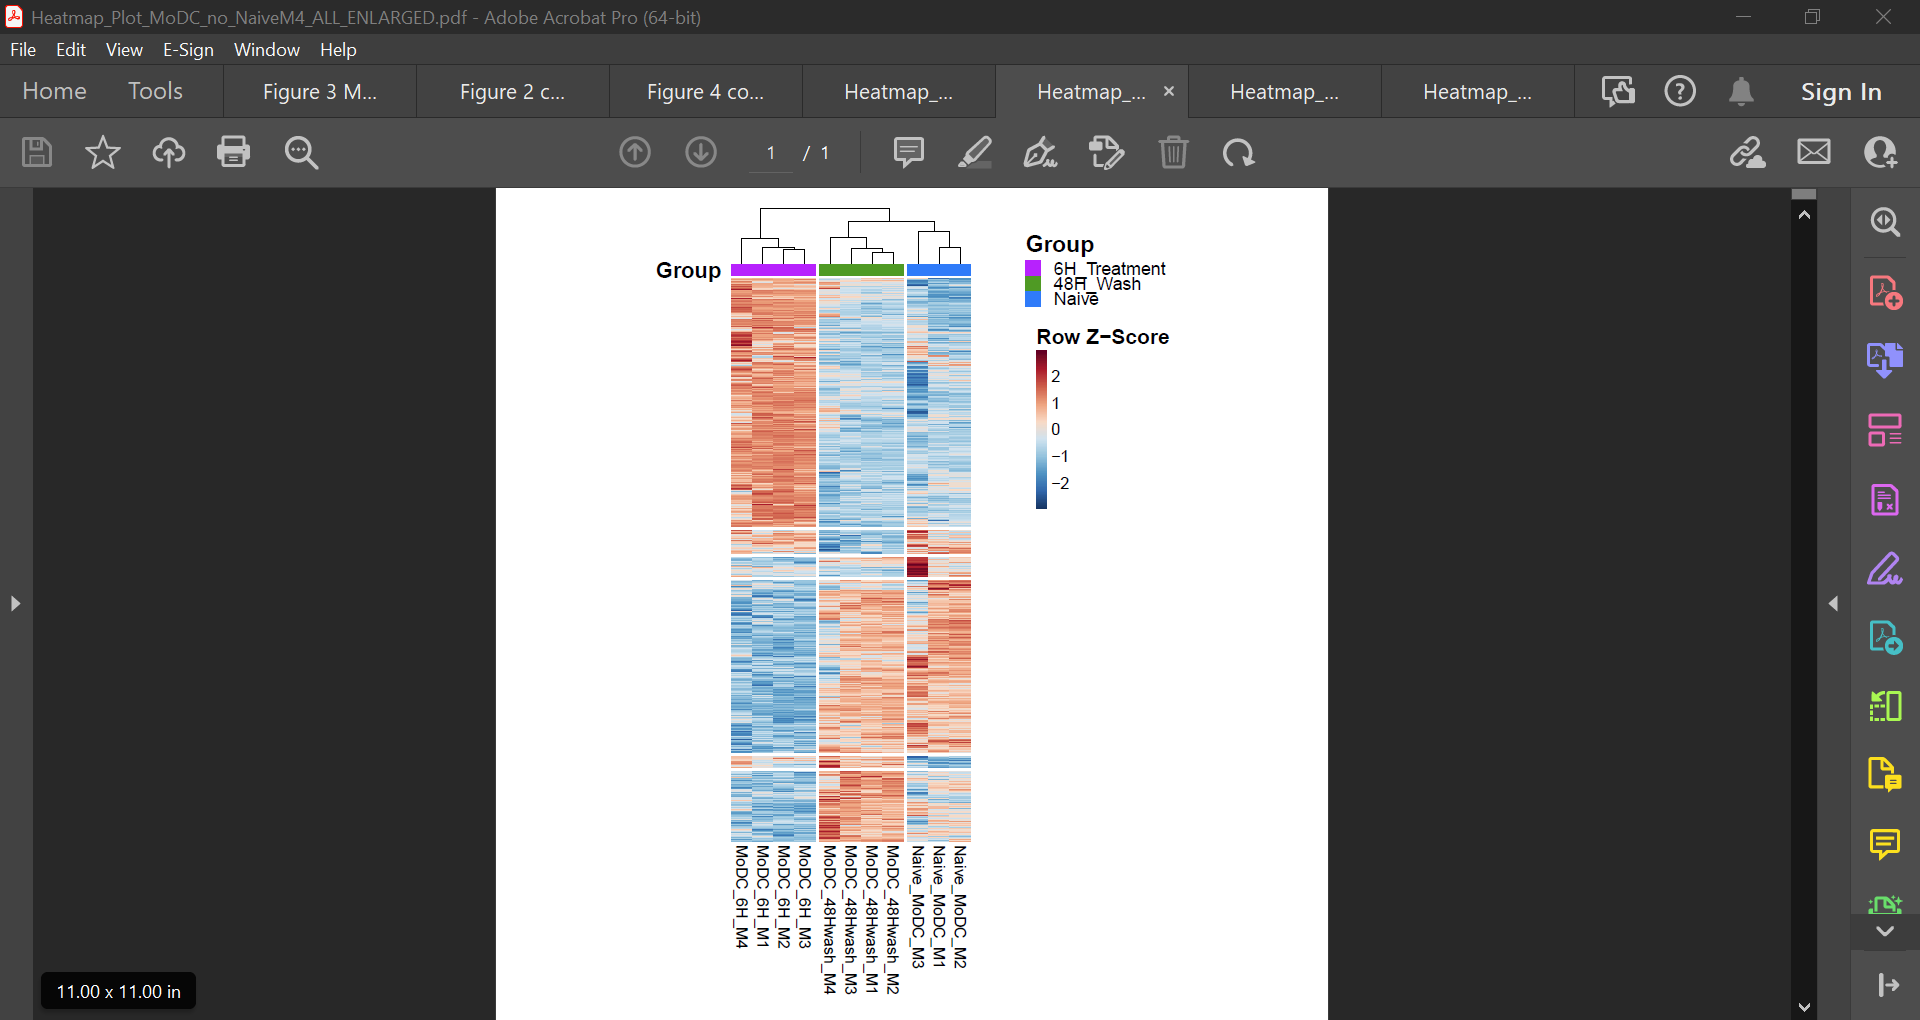 Heatmap_Plot_MoDC_no_NaiveM4_ALL_ENLARGED.pdf - Adobe Acrobat Pro (64-bit)
File Edit View E-Sign Window Help
Home Tools Figure 3 M... Figure 2 c... Figure 4 co... Heatmap_... Heatmap_... × Heatmap_... Heatmap_... Sign In
1 / 1
Group
Group
6H_Treatment
48H_Wash
Naive
Row Z−Score
2
1
0
−1
−2
MoDC_6H_M4
MoDC_6H_M1
MoDC_6H_M2
MoDC_6H_M3
MoDC_48Hwash_M4
MoDC_48Hwash_M3
MoDC_48Hwash_M1
MoDC_48Hwash_M2
Naive_MoDC_M3
Naive_MoDC_M1
Naive_MoDC_M2
11.00 x 11.00 in